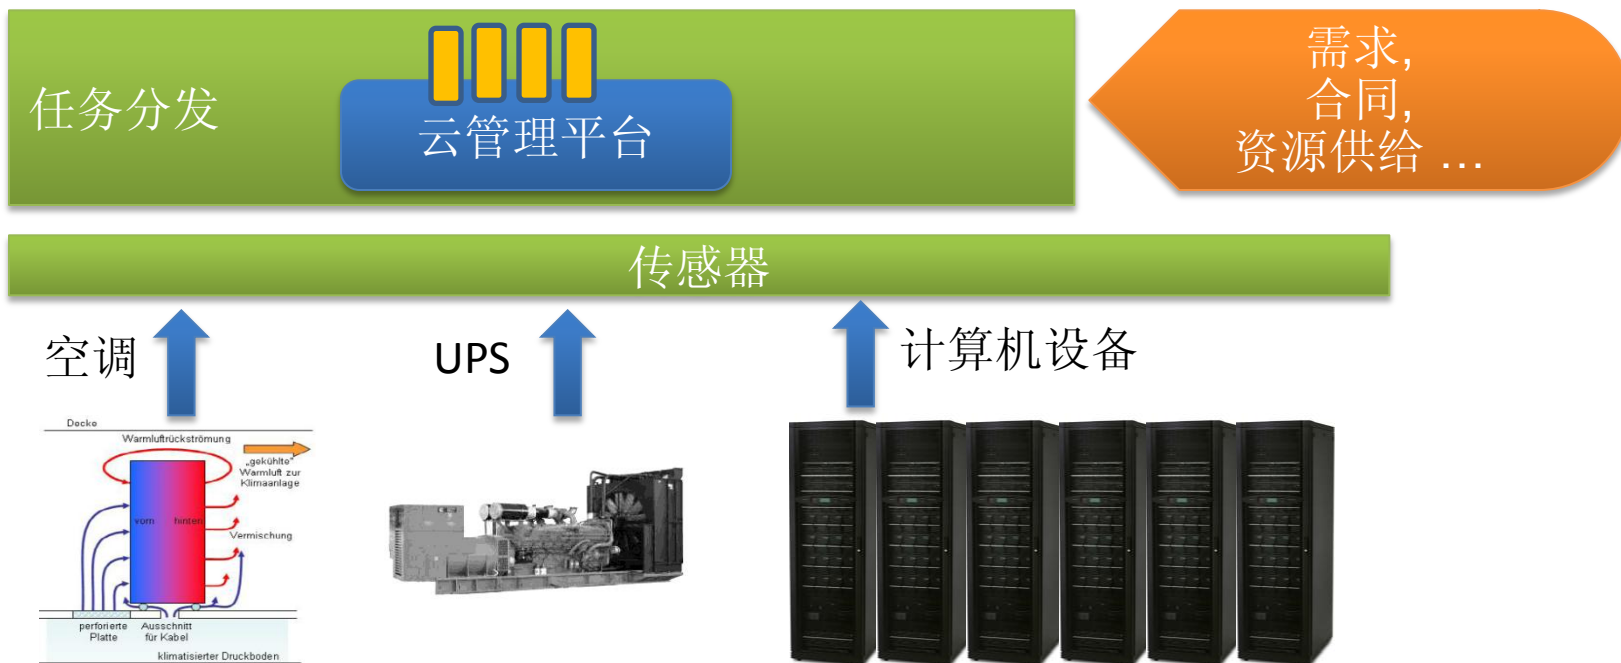 任务分发
云管理平台
需求,
合同,
资源供给 ...
传感器
空调
UPS
计算机设备
Decke
Warmluftrückströmung
„gekühlte“
Warmluft zur
Klimaanlage
vorn hinten
Vermischung
perforierte
Platte
Ausschnitt
für Kabel
klimatisierter Druckboden